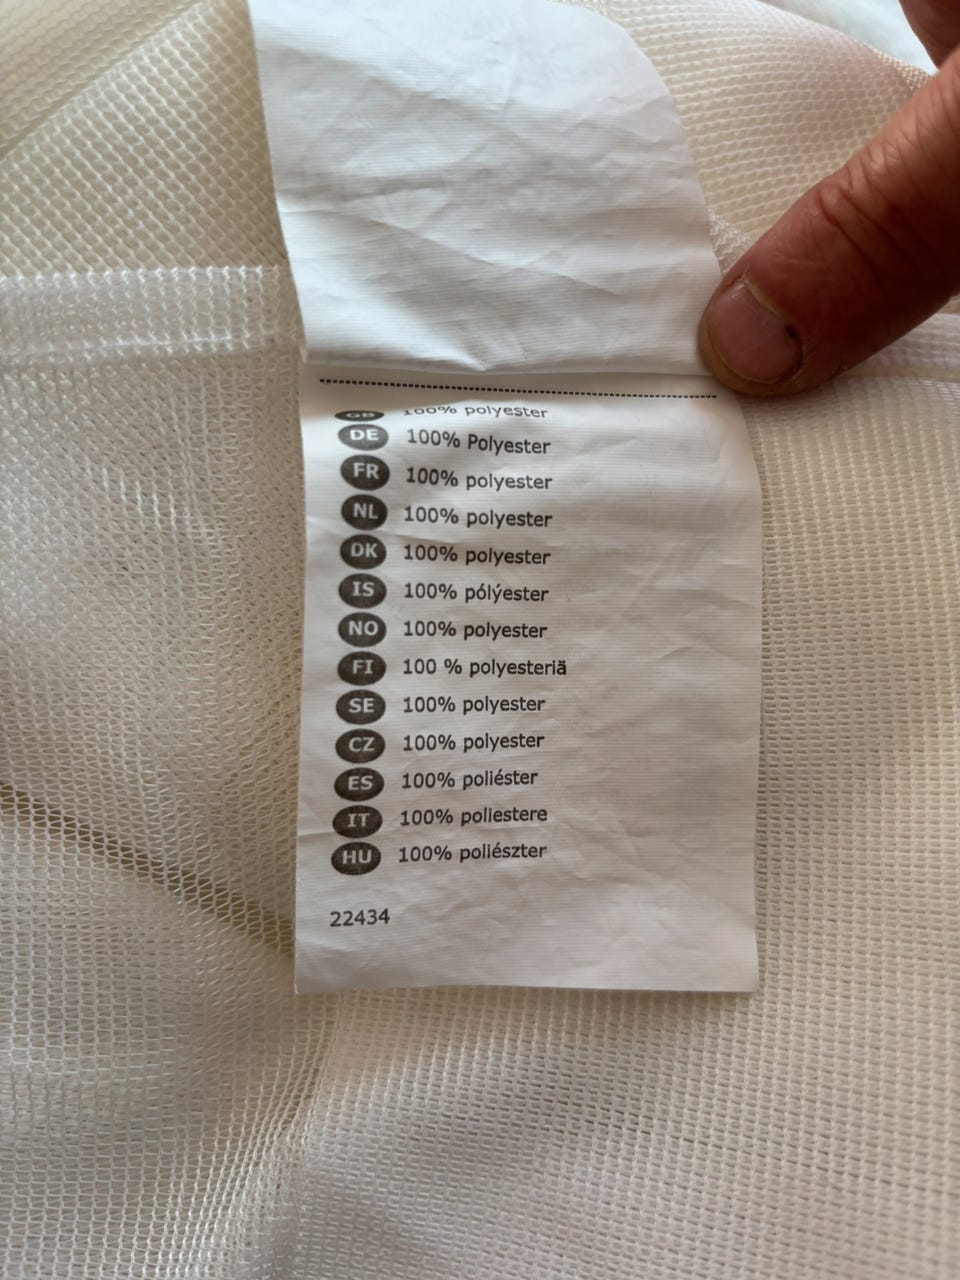 GB 100% polyester
DE 100% Polyester
FR 100% polyester
NL 100% polyester
DK 100% polyester
IS 100% pólýester
NO 100% polyester
FI 100 % polyesteriä
SE 100% polyester
CZ 100% polyester
ES 100% poliéster
IT 100% poliestere
HU 100% poliészter
22434